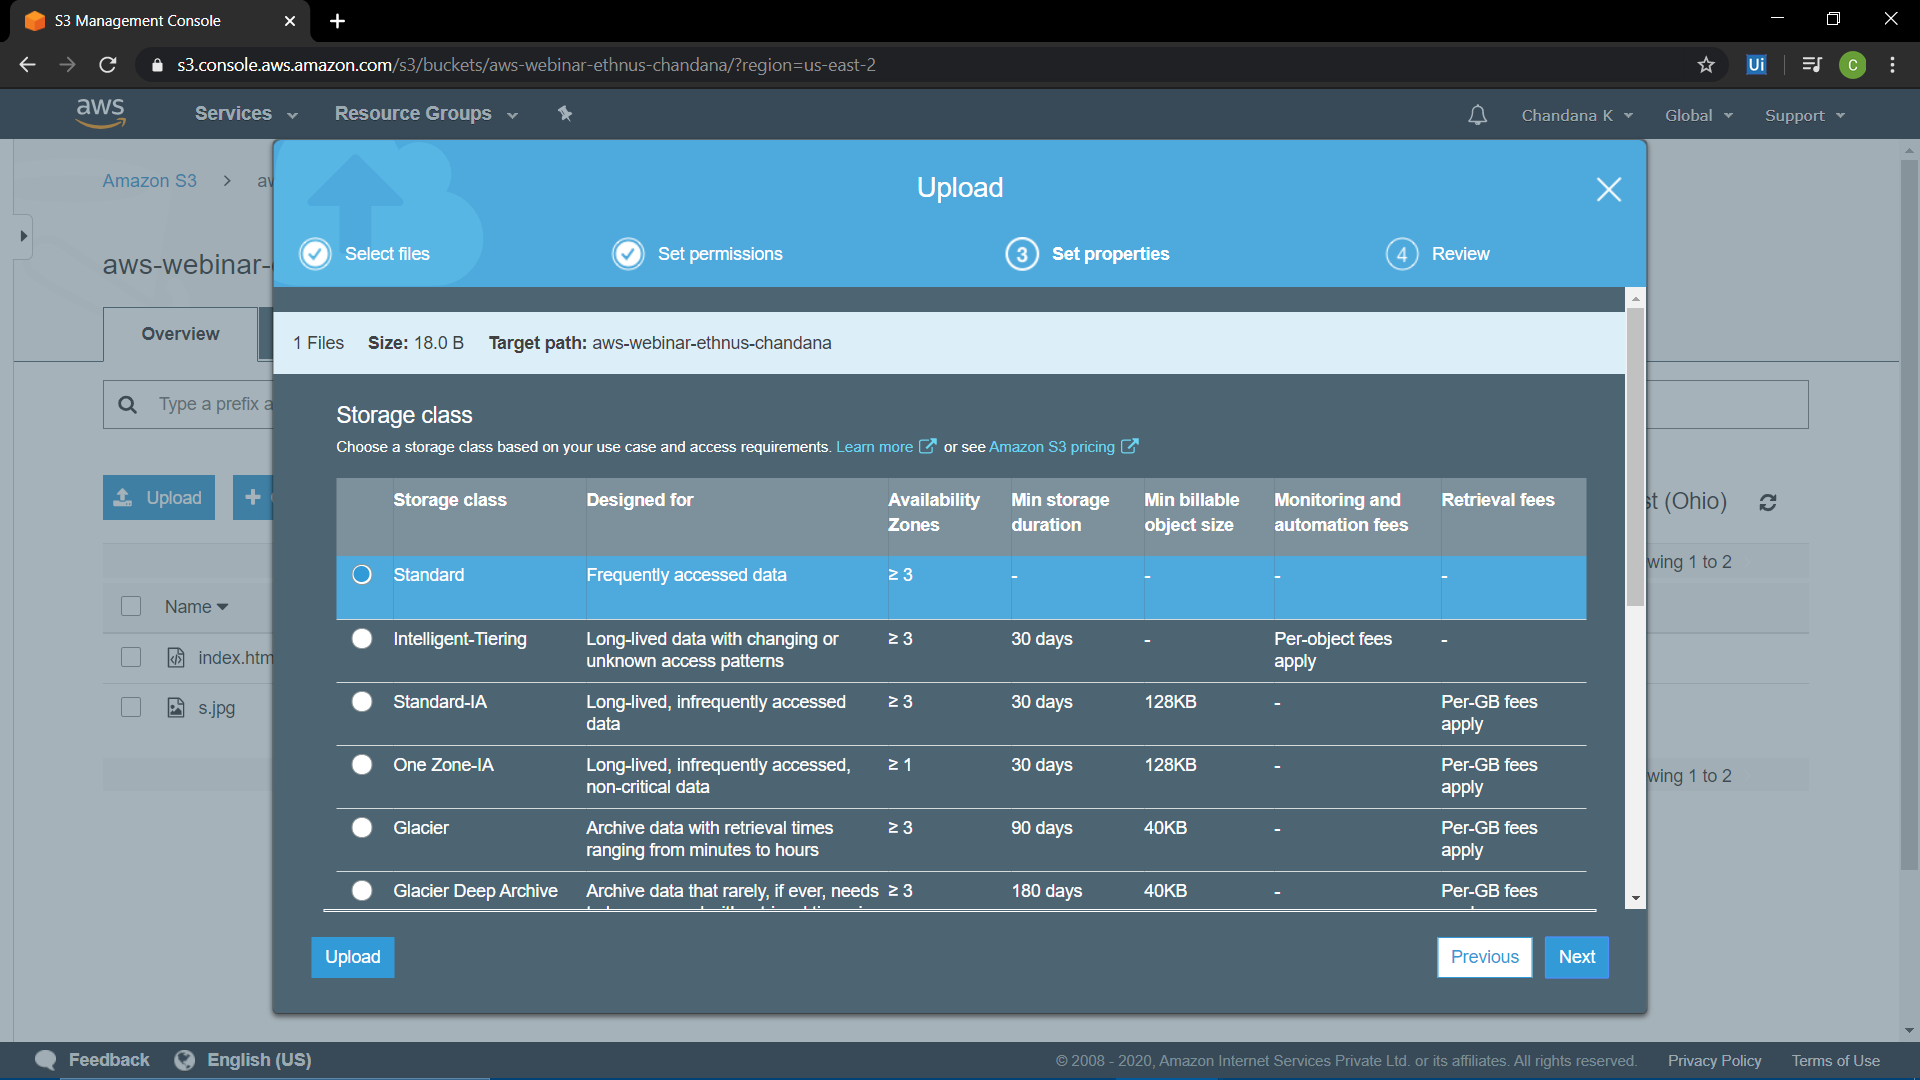 S3 Management Console
s3.console.aws.amazon.com/s3/buckets/aws-webinar-ethnus-chandana/?region=us-east-2
Ui
C
aws
Services
Resource Groups
Chandana K
Global
Support
Amazon S3
Upload
Select files
Set permissions
3 Set properties
4 Review
aws-webinar-
Overview
1 Files Size: 18.0 B Target path: aws-webinar-ethnus-chandana
Type a prefix a
Storage class
Choose a storage class based on your use case and access requirements. Learn more or see Amazon S3 pricing
Upload
st (Ohio)
Storage class Designed for Availability Zones Min storage duration Min billable object size Monitoring and automation fees Retrieval fees
wing 1 to 2
Standard Frequently accessed data ≥ 3 - - - -
Name
Intelligent-Tiering Long-lived data with changing or unknown access patterns ≥ 3 30 days - Per-object fees apply -
index.htm
Standard-IA Long-lived, infrequently accessed data ≥ 3 30 days 128KB - Per-GB fees apply
s.jpg
One Zone-IA Long-lived, infrequently accessed, non-critical data ≥ 1 30 days 128KB - Per-GB fees apply
wing 1 to 2
Glacier Archive data with retrieval times ranging from minutes to hours ≥ 3 90 days 40KB - Per-GB fees apply
Glacier Deep Archive Archive data that rarely, if ever, needs ≥ 3 180 days 40KB - Per-GB fees
Upload
Previous
Next
Feedback
English (US)
© 2008 - 2020, Amazon Internet Services Private Ltd. or its affiliates. All rights reserved.
Privacy Policy
Terms of Use